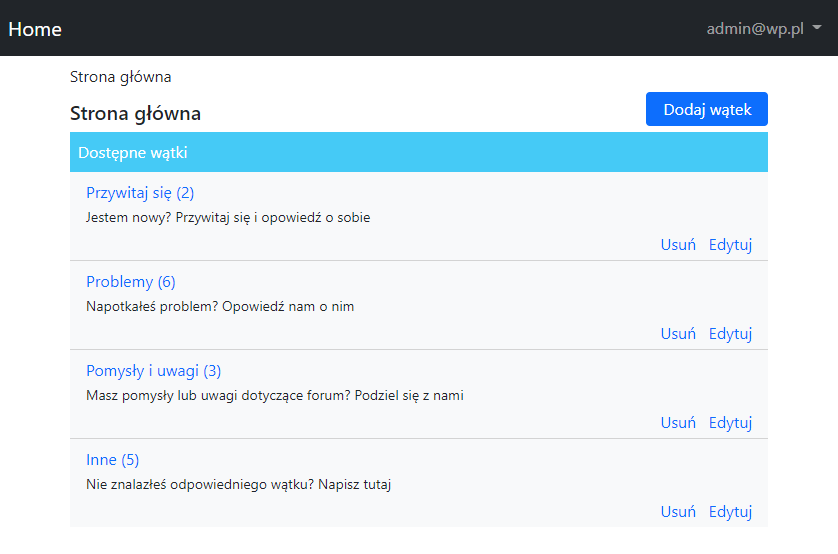 Home admin@wp.pl
Strona główna
Strona główna Dodaj wątek
Dostępne wątki
Przywitaj się (2)
Jestem nowy? Przywitaj się i opowiedź o sobie
Usuń Edytuj
Problemy (6)
Napotkałeś problem? Opowiedź nam o nim
Usuń Edytuj
Pomysły i uwagi (3)
Masz pomysły lub uwagi dotyczące forum? Podziel się z nami
Usuń Edytuj
Inne (5)
Nie znalazłeś odpowiedniego wątku? Napisz tutaj
Usuń Edytuj